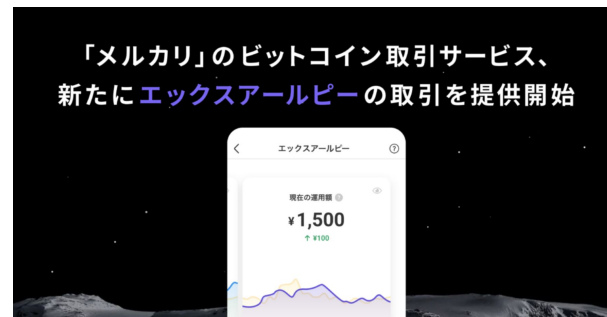 「メルカリ」のビットコイン取引サービス、
新たにエックスアールピーの取引を提供開始
エックスアールピー
?
現在の運用額 ?
¥1,500
↑ ¥100